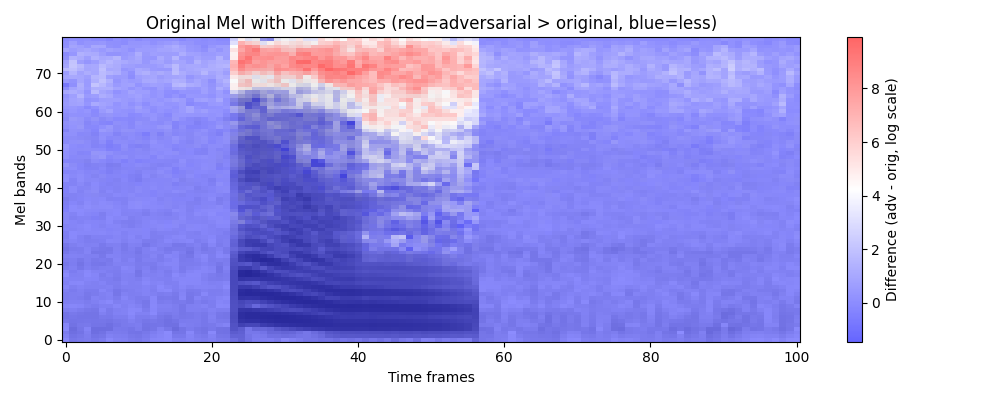 Original Mel with Differences (red=adversarial > original, blue=less)
Mel bands
70
60
50
40
30
20
10
0
0 20 40 60 80 100
Time frames
8
6
4
2
0
Difference (adv - orig, log scale)